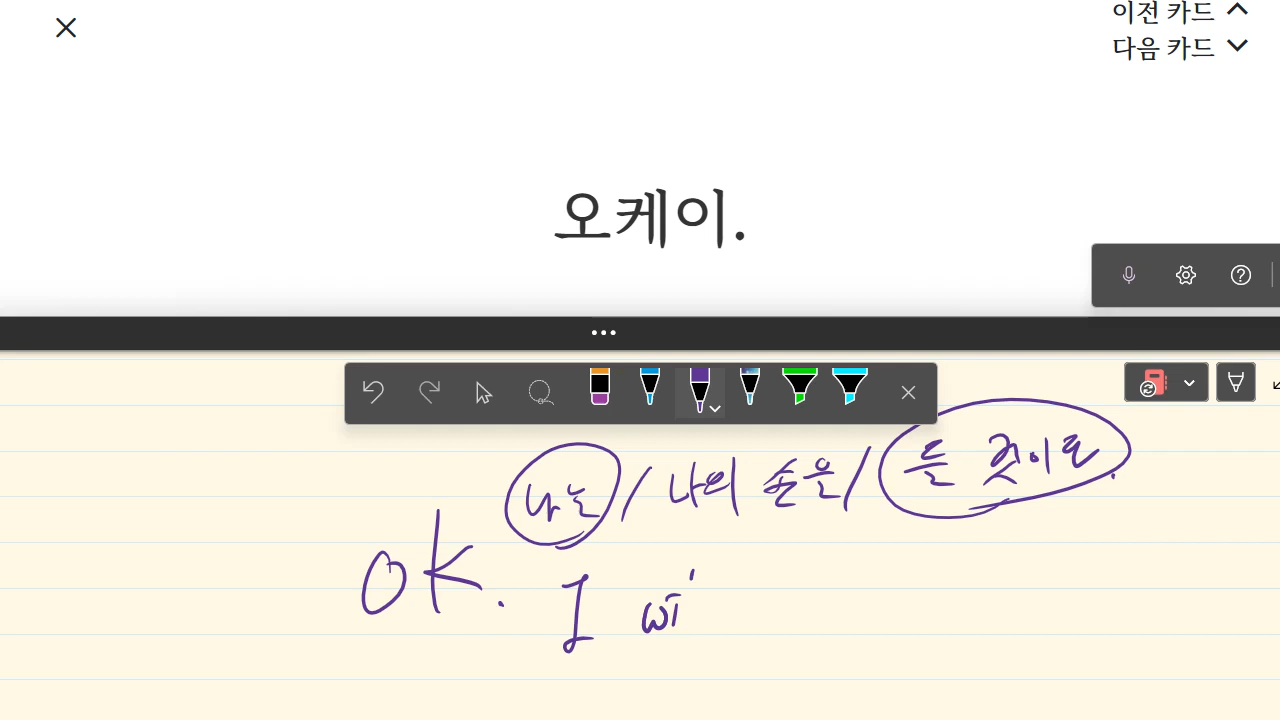 이전 카드
다음 카드
오케이.
나는 / 나의 손을 / 들 것이로
OK. I wi